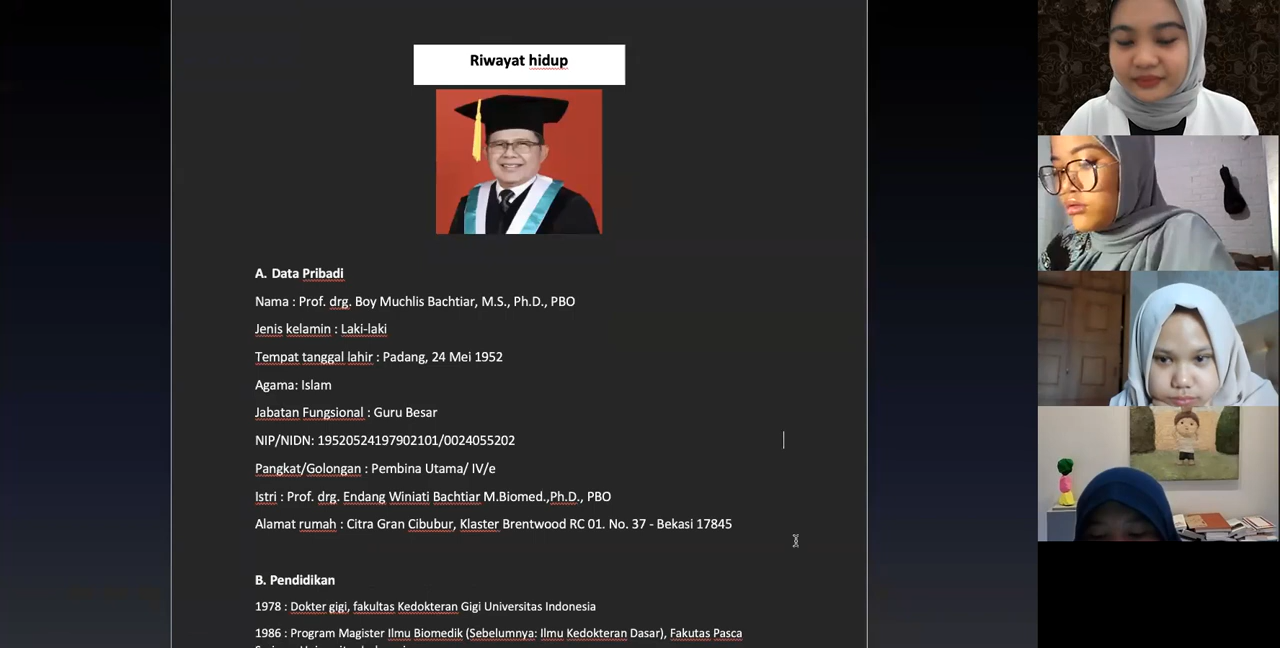 Riwayat hidup
A. Data Pribadi
Nama : Prof. drg. Boy Muchlis Bachtiar, M.S., Ph.D., PBO
Jenis kelamin : Laki-laki
Tempat tanggal lahir : Padang, 24 Mei 1952
Agama: Islam
Jabatan Fungsional : Guru Besar
NIP/NIDN: 19520524197902101/0024055202
Pangkat/Golongan : Pembina Utama/ IV/e
Istri : Prof. drg. Endang Winiati Bachtiar M.Biomed.,Ph.D., PBO
Alamat rumah : Citra Gran Cibubur, Klaster Brentwood RC 01. No. 37 - Bekasi 17845
B. Pendidikan
1978 : Dokter gigi, fakultas Kedokteran Gigi Universitas Indonesia
1986 : Program Magister Ilmu Biomedik (Sebelumnya: Ilmu Kedokteran Dasar), Fakutas Pasca